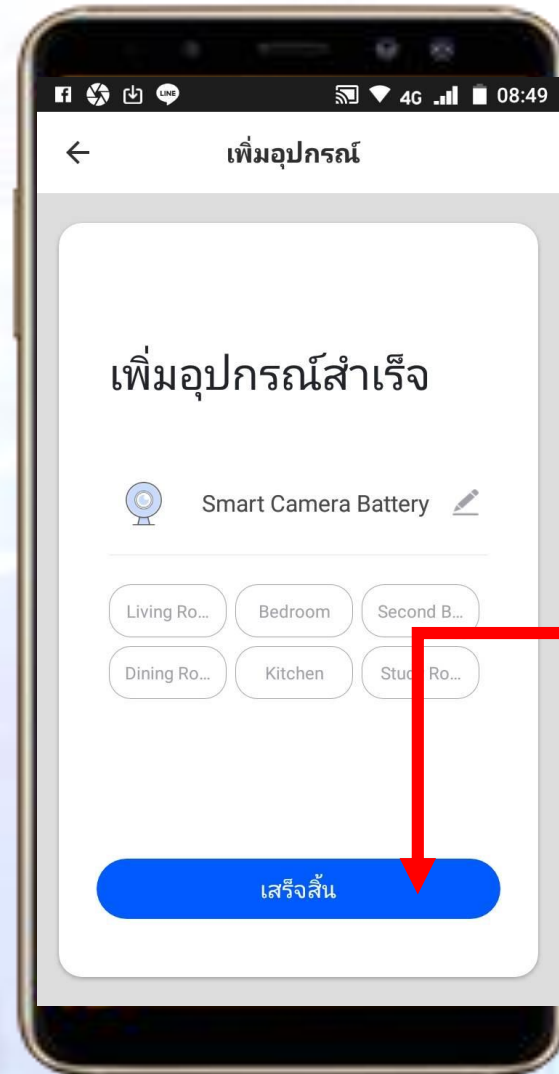 LINE
4G 08:49
เพิ่มอุปกรณ์
เพิ่มอุปกรณ์สำเร็จ
Smart Camera Battery
Living Ro... Bedroom Second B...
Dining Ro... Kitchen Study Ro...
เสร็จสิ้น